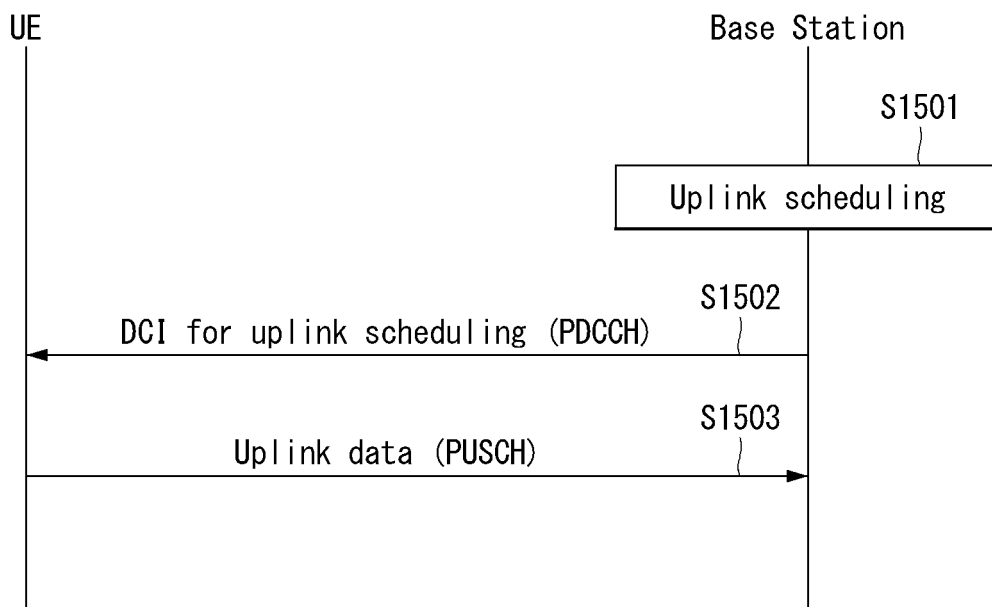 UE
Base Station
S1501
Uplink scheduling
S1502
DCI for uplink scheduling (PDCCH)
S1503
Uplink data (PUSCH)